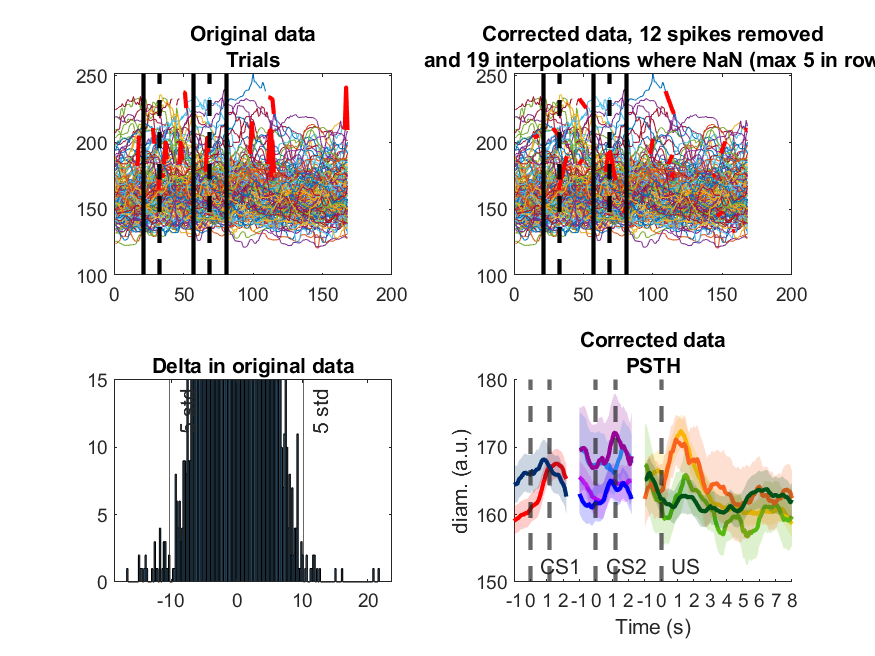 Original data
Trials
250
200
150
100
0 50 100 150 200
Corrected data, 12 spikes removed
and 19 interpolations where NaN (max 5 in row
250
200
150
100
0 50 100 150 200
Delta in original data
15
10
5
0
-10 0 10 20
5 std
5 std
Corrected data
PSTH
180
170
160
150
diam. (a.u.)
CS1 CS2 US
-1 0 1 2 -1 0 1 2 -1 0 1 2 3 4 5 6 7 8
Time (s)